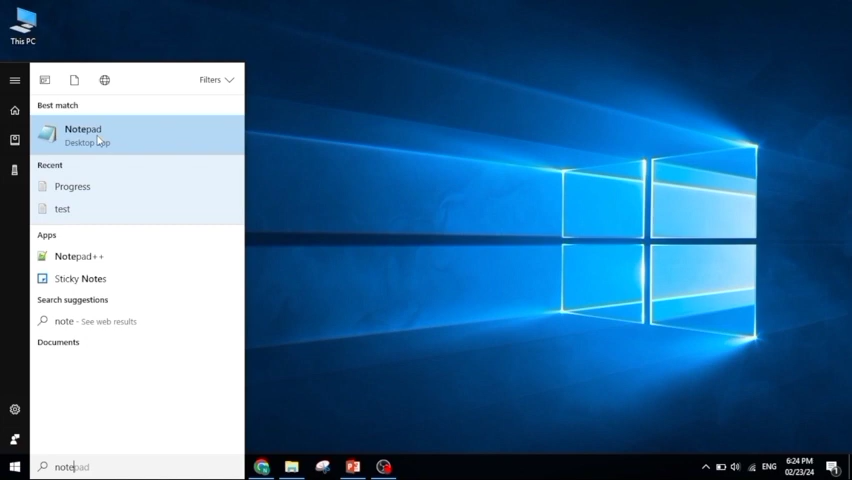 This PC
Filters
Best match
Notepad
Desktop app
Recent
Progress
test
Apps
Notepad++
Sticky Notes
Search suggestions
note - See web results
Documents
notepad
ENG
6:24 PM
02/23/24
1